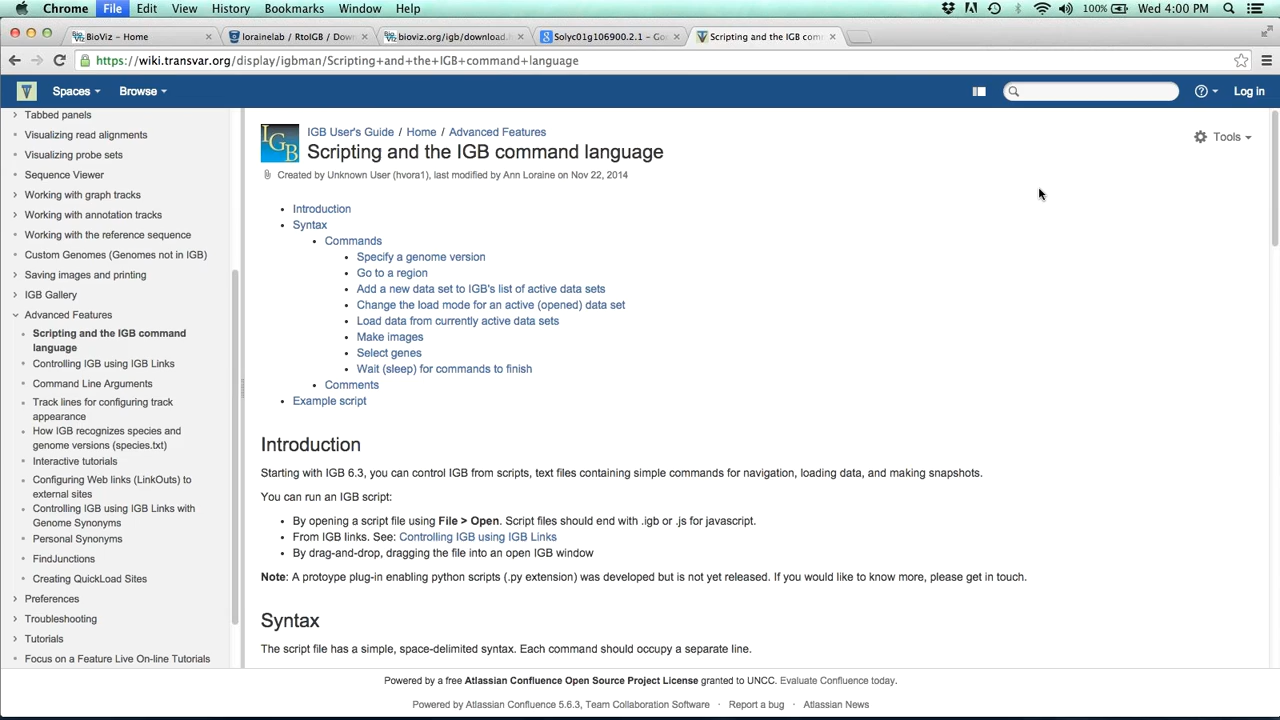 Chrome File Edit View History Bookmarks Window Help 100% Wed 4:00 PM
BioViz - Home × lorainelab / RtoIGB / Down × bioviz.org/igb/download. × Solyc01g106900.2.1 - Goo × Scripting and the IGB comm ×
https://wiki.transvar.org/display/igbman/Scripting+and+the+IGB+command+language
Spaces Browse Log in
Tabbed panels
Visualizing read alignments
Visualizing probe sets
Sequence Viewer
Working with graph tracks
Working with annotation tracks
Working with the reference sequence
Custom Genomes (Genomes not in IGB)
Saving images and printing
IGB Gallery
Advanced Features
Scripting and the IGB command
language
Controlling IGB using IGB Links
Command Line Arguments
Track lines for configuring track
appearance
How IGB recognizes species and
genome versions (species.txt)
Interactive tutorials
Configuring Web links (LinkOuts) to
external sites
Controlling IGB using IGB Links with
Genome Synonyms
Personal Synonyms
FindJunctions
Creating QuickLoad Sites
Preferences
Troubleshooting
Tutorials
Focus on a Feature Live On-line Tutorials
IGB
IGB User's Guide / Home / Advanced Features
Scripting and the IGB command language
Tools
Created by Unknown User (hvora1), last modified by Ann Loraine on Nov 22, 2014
• Introduction
• Syntax
• Commands
• Specify a genome version
• Go to a region
• Add a new data set to IGB's list of active data sets
• Change the load mode for an active (opened) data set
• Load data from currently active data sets
• Make images
• Select genes
• Wait (sleep) for commands to finish
• Comments
• Example script
Introduction
Starting with IGB 6.3, you can control IGB from scripts, text files containing simple commands for navigation, loading data, and making snapshots.
You can run an IGB script:
• By opening a script file using File > Open. Script files should end with .igb or .js for javascript.
• From IGB links. See: Controlling IGB using IGB Links
• By drag-and-drop, dragging the file into an open IGB window
Note: A protoype plug-in enabling python scripts (.py extension) was developed but is not yet released. If you would like to know more, please get in touch.
Syntax
The script file has a simple, space-delimited syntax. Each command should occupy a separate line.
Powered by a free Atlassian Confluence Open Source Project License granted to UNCC. Evaluate Confluence today.
Powered by Atlassian Confluence 5.6.3, Team Collaboration Software · Report a bug · Atlassian News